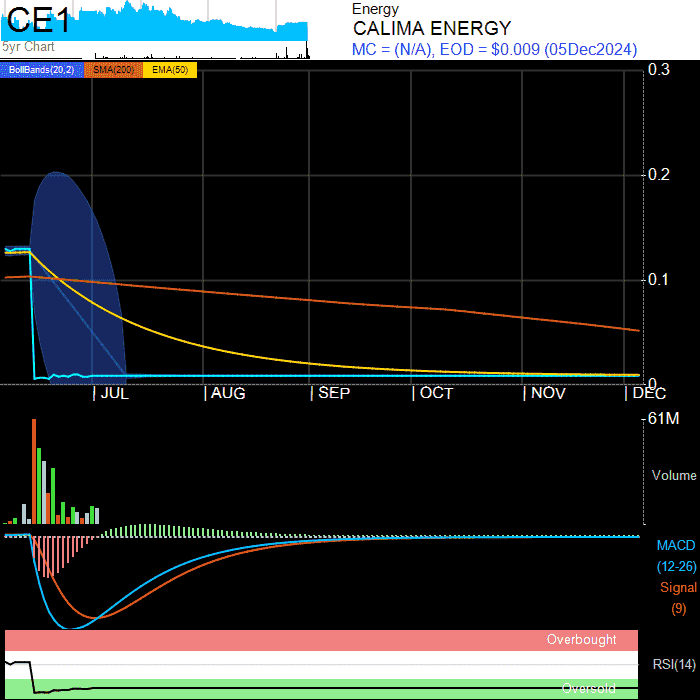 CE1
5yr Chart
Energy
CALIMA ENERGY
MC = (N/A), EOD = $0.009 (05Dec2024)
BollBands(20,2) SMA(200) EMA(50)
0.3
0.2
0.1
0
JUL AUG SEP OCT NOV DEC
61M
Volume
MACD
(12-26)
Signal
(9)
Overbought
RSI(14)
Oversold